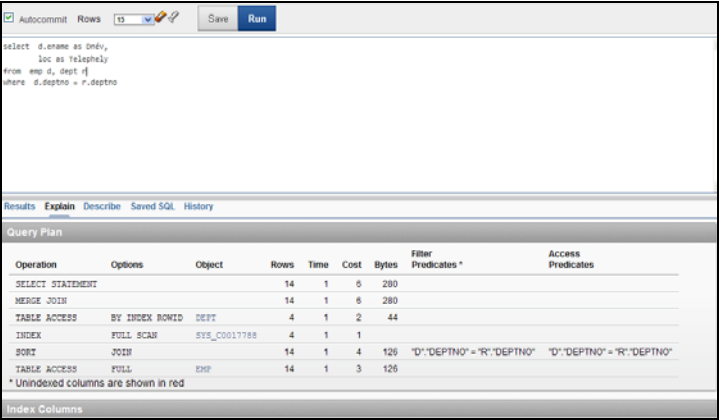 Autocommit Rows 15 Save Run
select d.ename as Dnév,
loc as Telephely
from emp d, dept r
where d.deptno = r.deptno
Results Explain Describe Saved SQL History
Query Plan
Operation Options Object Rows Time Cost Bytes Filter Predicates * Access Predicates
SELECT STATEMENT 14 1 6 280
MERGE JOIN 14 1 6 280
TABLE ACCESS BY INDEX ROWID DEPT 4 1 2 44
INDEX FULL SCAN SYS_C0017788 4 1 1
SORT JOIN 14 1 4 126 "D"."DEPTNO" = "R"."DEPTNO" "D"."DEPTNO" = "R"."DEPTNO"
TABLE ACCESS FULL EMP 14 1 3 126
* Unindexed columns are shown in red
Index Columns